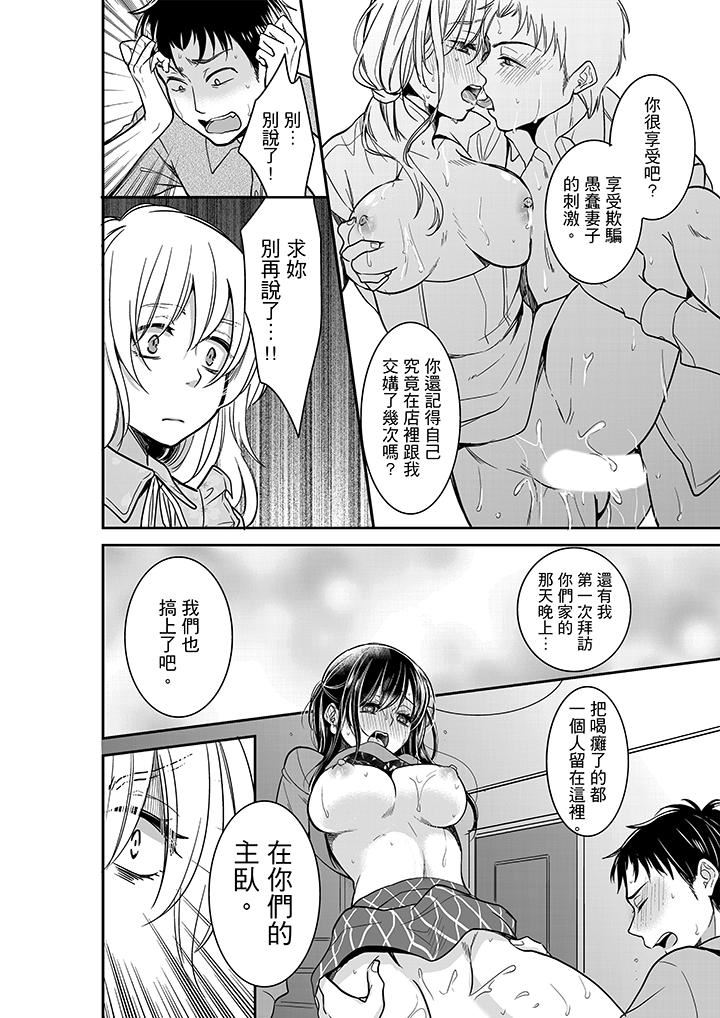 你很享受吧？
享受欺騙
愚蠢妻子
的刺激。
你還記得自己
究竟在店裡跟我
交媾了幾次嗎？
別…
別說了！
求妳
別再說了…!!
還有我
第一次拜訪
你們家的
那天晚上…
把喝癱了的都
一個人留在這裡。
我們也
搞上了吧。
在你們的
主臥。